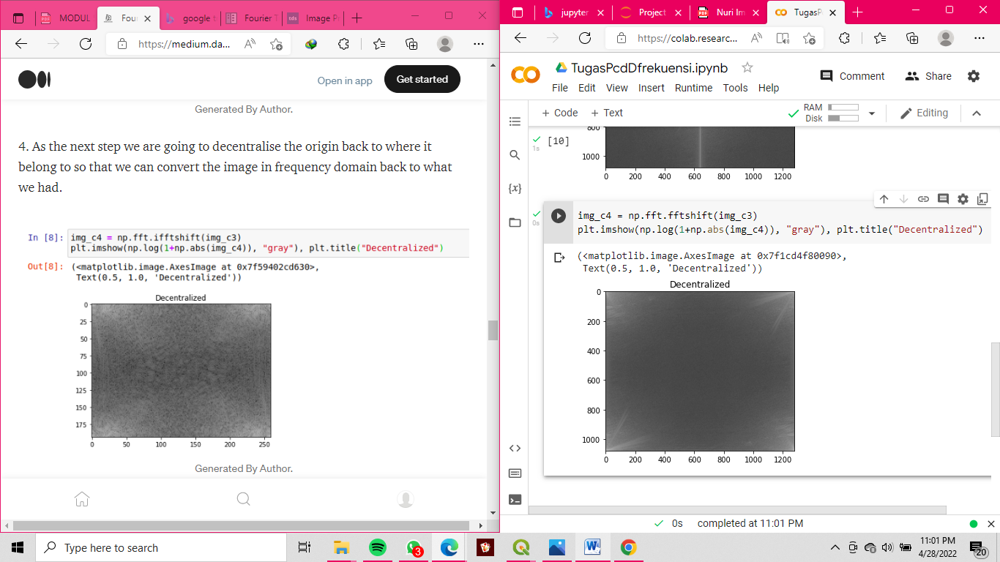 MODUL
Four
google t
Fourier T
tds
Image P
https://medium.da...
Open in app
Get started
Generated By Author.
4. As the next step we are going to decentralise the origin back to where it
belong to so that we can convert the image in frequency domain back to what
we had.
In [8]: img_c4 = np.fft.ifftshift(img_c3)
plt.imshow(np.log(1+np.abs(img_c4)), "gray"), plt.title("Decentralized")
Out[8]: (<matplotlib.image.AxesImage at 0x7f59402cd630>,
Text(0.5, 1.0, 'Decentralized'))
Decentralized
0
25
50
75
100
125
150
175
0 50 100 150 200 250
Generated By Author.
jupyter
Project
PDF
Nuri Im
TugasP
https://colab.researc...
TugasPcdDfrekuensi.ipynb
Comment
Share
File Edit View Insert Runtime Tools Help
+ Code + Text
RAM
Disk
Editing
[10]
1s
800
1000
0 200 400 600 800 1000 1200
{x}
0s
img_c4 = np.fft.fftshift(img_c3)
plt.imshow(np.log(1+np.abs(img_c4)), "gray"), plt.title("Decentralized")
(<matplotlib.image.AxesImage at 0x7f1cd4f80090>,
Text(0.5, 1.0, 'Decentralized'))
Decentralized
0
200
400
600
800
1000
0 200 400 600 800 1000 1200
0s completed at 11:01 PM
Type here to search
3
11:01 PM
4/28/2022
20